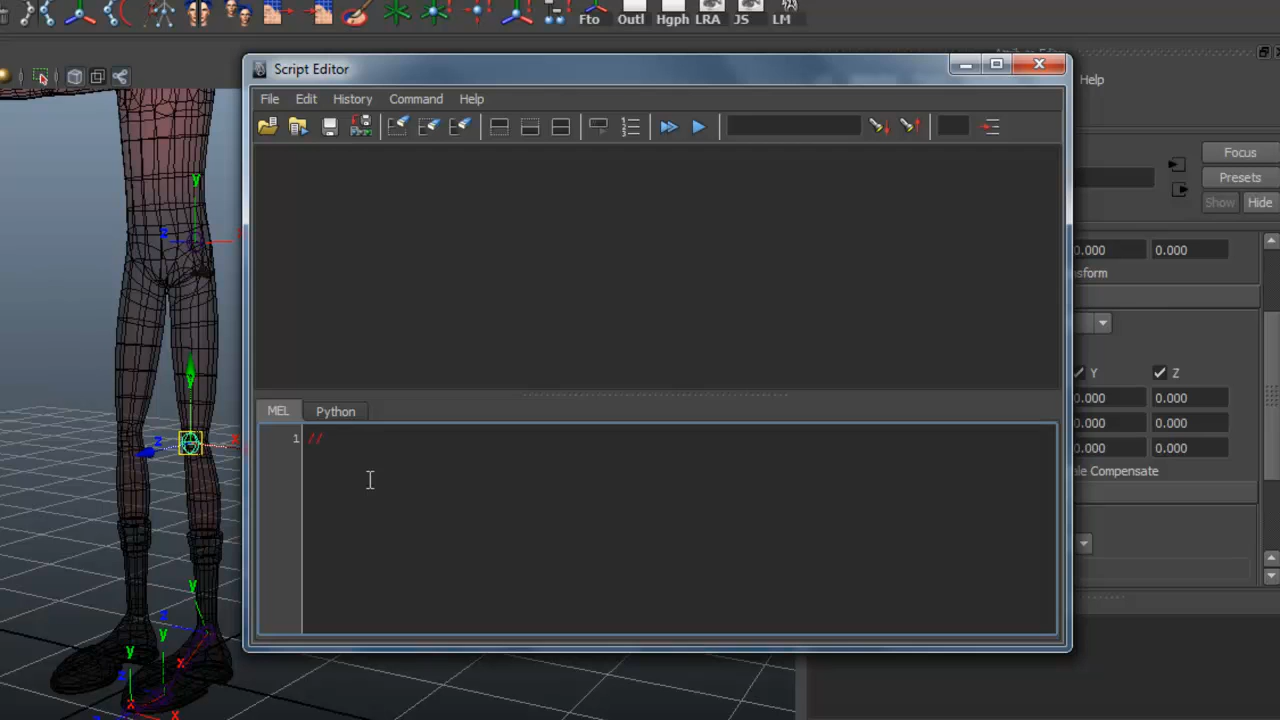 Fto Outl Hgph LRA JS LM
Script Editor
File Edit History Command Help
Help
Focus
Presets
Show Hide
0.000 0.000
nsform
Y Z
0.000 0.000
0.000 0.000
0.000 0.000
ale Compensate
MEL Python
1 //
y
z
y
z
x
y
z
y
y
z
x
x
x